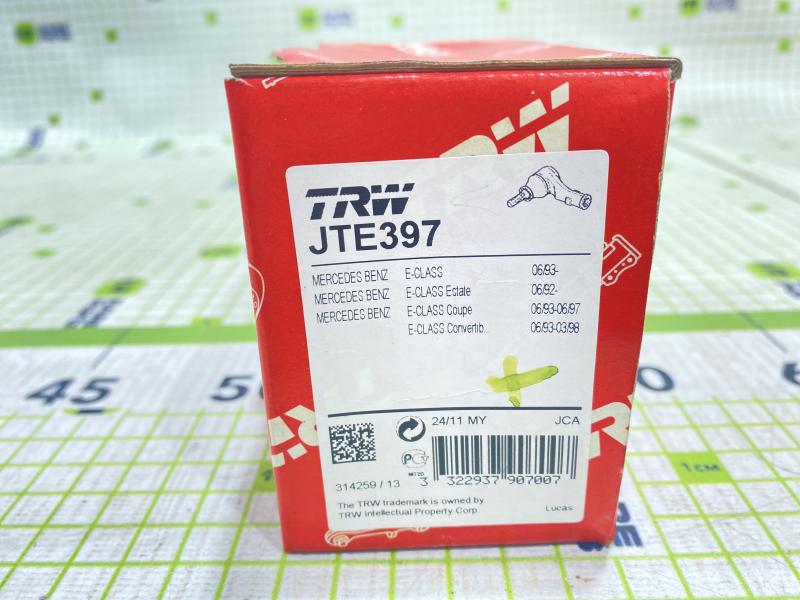 TRW
JTE397
MERCEDES BENZ E-CLASS 06/93-
MERCEDES BENZ E-CLASS Estate 06/92-
MERCEDES BENZ E-CLASS Coupe 06/93-06/97
E-CLASS Convertib. 06/93-03/98
24/11 MY JCA
314259 / 13
3 322937 907007
The TRW trademark is owned by
TRW Intellectual Property Corp.
Lucas
45
1 см